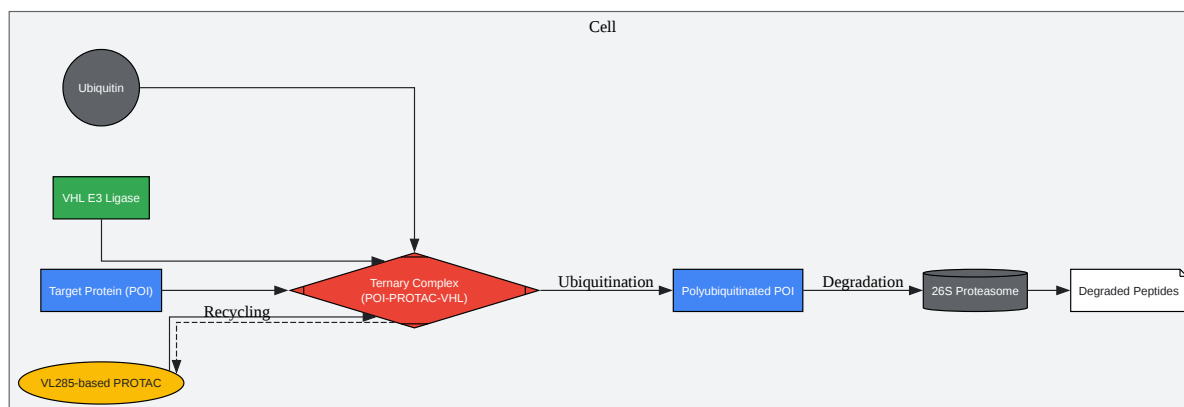 Cell
Ubiquitin
VHL E3 Ligase
Target Protein (POI)
Ternary Complex
(POI-PROTAC-VHL)
Ubiquitination
Polyubiquitinated POI
Degradation
26S Proteasome
Degraded Peptides
Recycling
VL285-based PROTAC